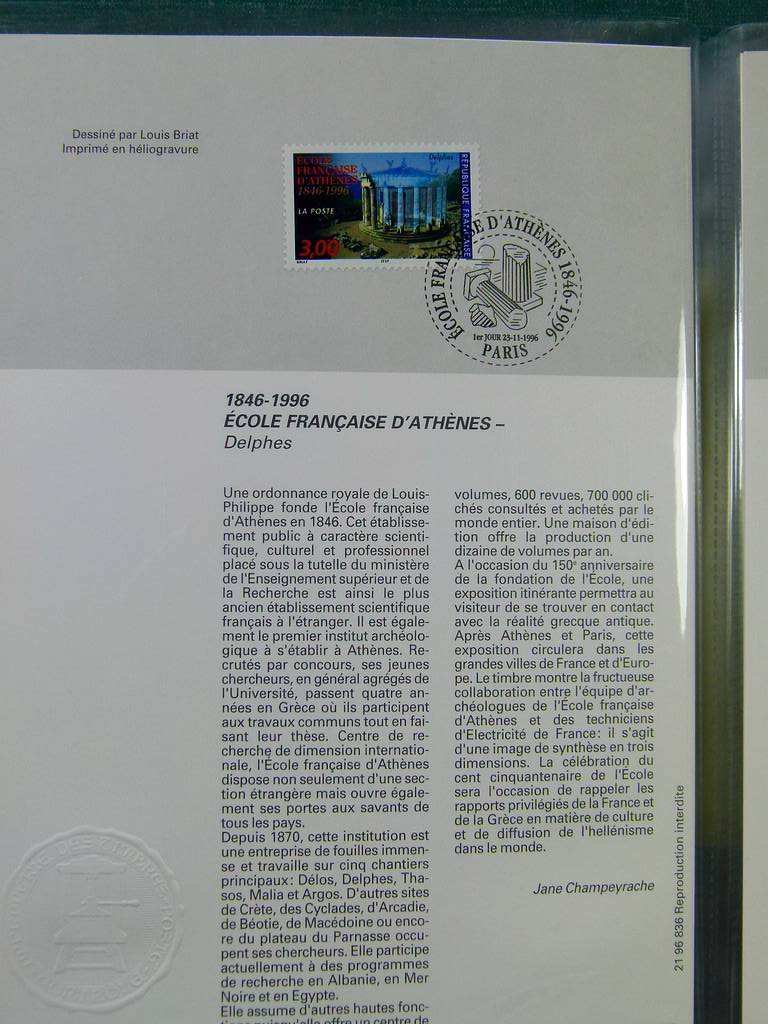 Dessiné par Louis Briat
Imprimé en héliogravure
ÉCOLE
FRANÇAISE
D'ATHÈNES
1846-1996
Delphes
RÉPUBLIQUE FRANÇAISE
LA POSTE
3,00
BRIAT
ÉCOLE FRANÇAISE D'ATHÈNES 1846-1996
1er JOUR 23-11-1996
PARIS
1846-1996
ÉCOLE FRANÇAISE D'ATHÈNES –
Delphes
Une ordonnance royale de Louis-
Philippe fonde l'École française
d'Athènes en 1846. Cet établisse-
ment public à caractère scienti-
fique, culturel et professionnel
placé sous la tutelle du ministère
de l'Enseignement supérieur et de
la Recherche est ainsi le plus
ancien établissement scientifique
français à l'étranger. Il est égale-
ment le premier institut archéolo-
gique à s'établir à Athènes. Re-
crutés par concours, ses jeunes
chercheurs, en général agrégés de
l'Université, passent quatre an-
nées en Grèce où ils participent
aux travaux communs tout en fai-
sant leur thèse. Centre de re-
cherche de dimension internatio-
nale, l'École française d'Athènes
dispose non seulement d'une sec-
tion étrangère mais ouvre égale-
ment ses portes aux savants de
tous les pays.
Depuis 1870, cette institution est
une entreprise de fouilles immen-
se et travaille sur cinq chantiers
principaux: Délos, Delphes, Tha-
sos, Malia et Argos. D'autres sites
de Crète, des Cyclades, d'Arcadie,
de Béotie, de Macédoine ou enco-
re du plateau du Parnasse occu-
pent ses chercheurs. Elle participe
actuellement à des programmes
de recherche en Albanie, en Mer
Noire et en Egypte.
Elle assume d'autres hautes fonc-
tions puisqu'elle offre un centre de
volumes, 600 revues, 700 000 cli-
chés consultés et achetés par le
monde entier. Une maison d'édi-
tion offre la production d'une
dizaine de volumes par an.
A l'occasion du 150e anniversaire
de la fondation de l'École, une
exposition itinérante permettra au
visiteur de se trouver en contact
avec la réalité grecque antique.
Après Athènes et Paris, cette
exposition circulera dans les
grandes villes de France et d'Euro-
pe. Le timbre montre la fructueuse
collaboration entre l'équipe d'ar-
chéologues de l'École française
d'Athènes et des techniciens
d'Electricité de France: il s'agit
d'une image de synthèse en trois
dimensions. La célébration du
cent cinquantenaire de l'École
sera l'occasion de rappeler les
rapports privilégiés de la France et
de la Grèce en matière de culture
et de diffusion de l'hellénisme
dans le monde.
Jane Champeyrache
21 96 836 Reproduction interdite